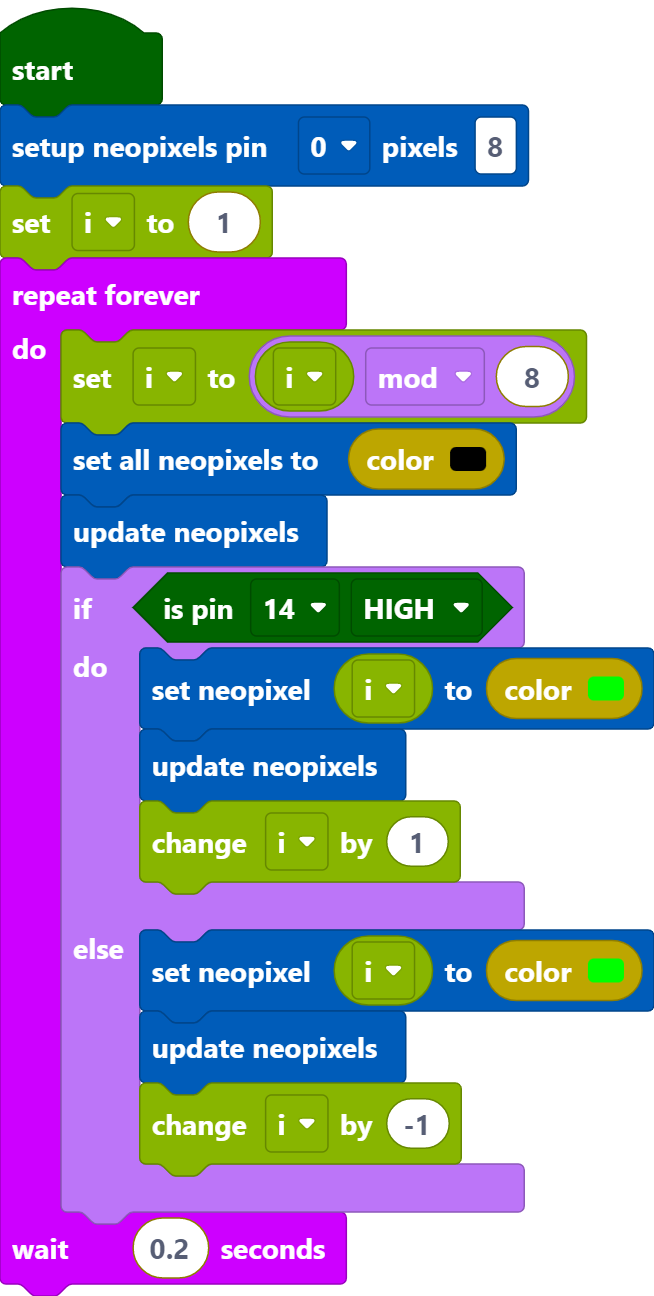 start
setup neopixels pin 0 pixels 8
set i to 1
repeat forever
do
set i to i mod 8
set all neopixels to color
update neopixels
if is pin 14 HIGH
do
set neopixel i to color
update neopixels
change i by 1
else
set neopixel i to color
update neopixels
change i by -1
wait 0.2 seconds